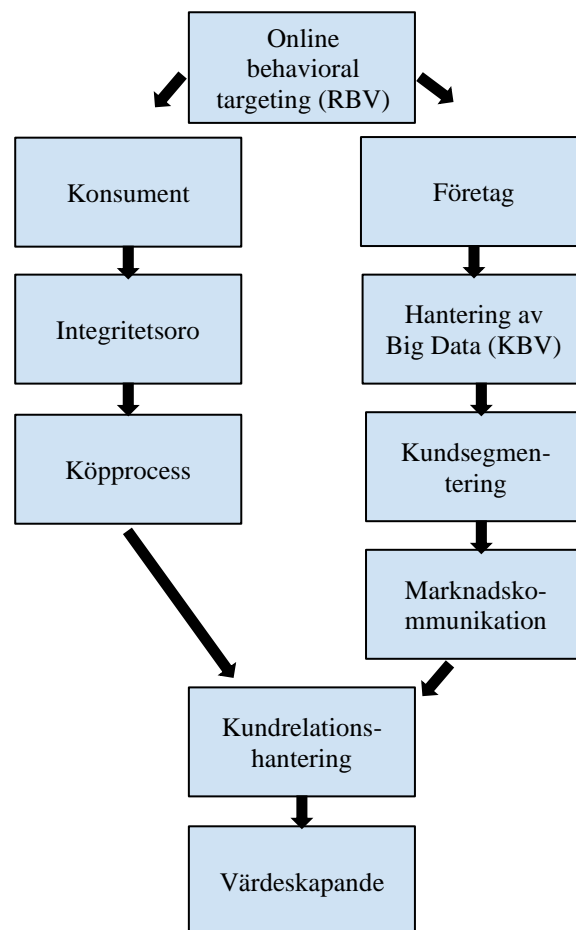 Online
behavioral
targeting (RBV)
Konsument
Företag
Integritetsoro
Hantering av
Big Data (KBV)
Köpprocess
Kundsegmen-
tering
Marknadsko-
mmunikation
Kundrelations-
hantering
Värdeskapande